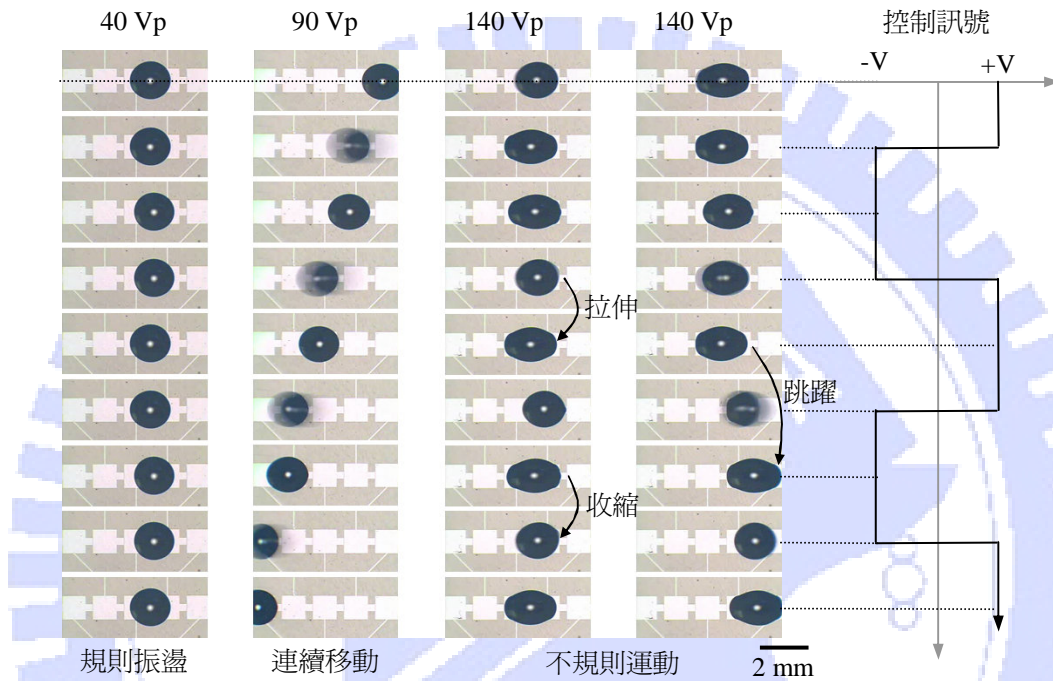 40 Vp
90 Vp
140 Vp
140 Vp
控制訊號
-V
+V
拉伸
跳躍
收縮
規則振盪
連續移動
不規則運動
2 mm